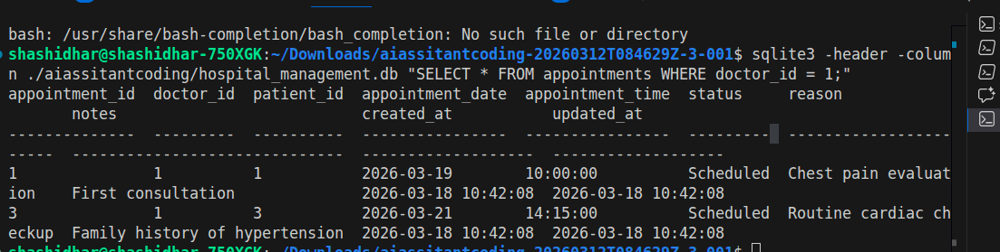 bash: /usr/share/bash-completion/bash_completion: No such file or directory
shashidhar@shashidhar-750XGK:~/Downloads/aiassitantcoding-20260312T084629Z-3-001$ sqlite3 -header -colum
n ./aiassitantcoding/hospital_management.db "SELECT * FROM appointments WHERE doctor_id = 1;"
appointment_id  doctor_id  patient_id  appointment_date  appointment_time  status     reason
       notes                          created_at           updated_at
--------------  ---------  ----------  ----------------  ----------------  ---------  ------------------
-----  -----------------------------  -------------------  -------------------
1               1          1           2026-03-19        10:00:00          Scheduled  Chest pain evaluat
ion    First consultation             2026-03-18 10:42:08  2026-03-18 10:42:08
3               1          3           2026-03-21        14:15:00          Scheduled  Routine cardiac ch
eckup  Family history of hypertension  2026-03-18 10:42:08  2026-03-18 10:42:08
shashidhar@shashidhar-750XGK:~/Downloads/aiassitantcoding-20260312T084629Z-3-001$